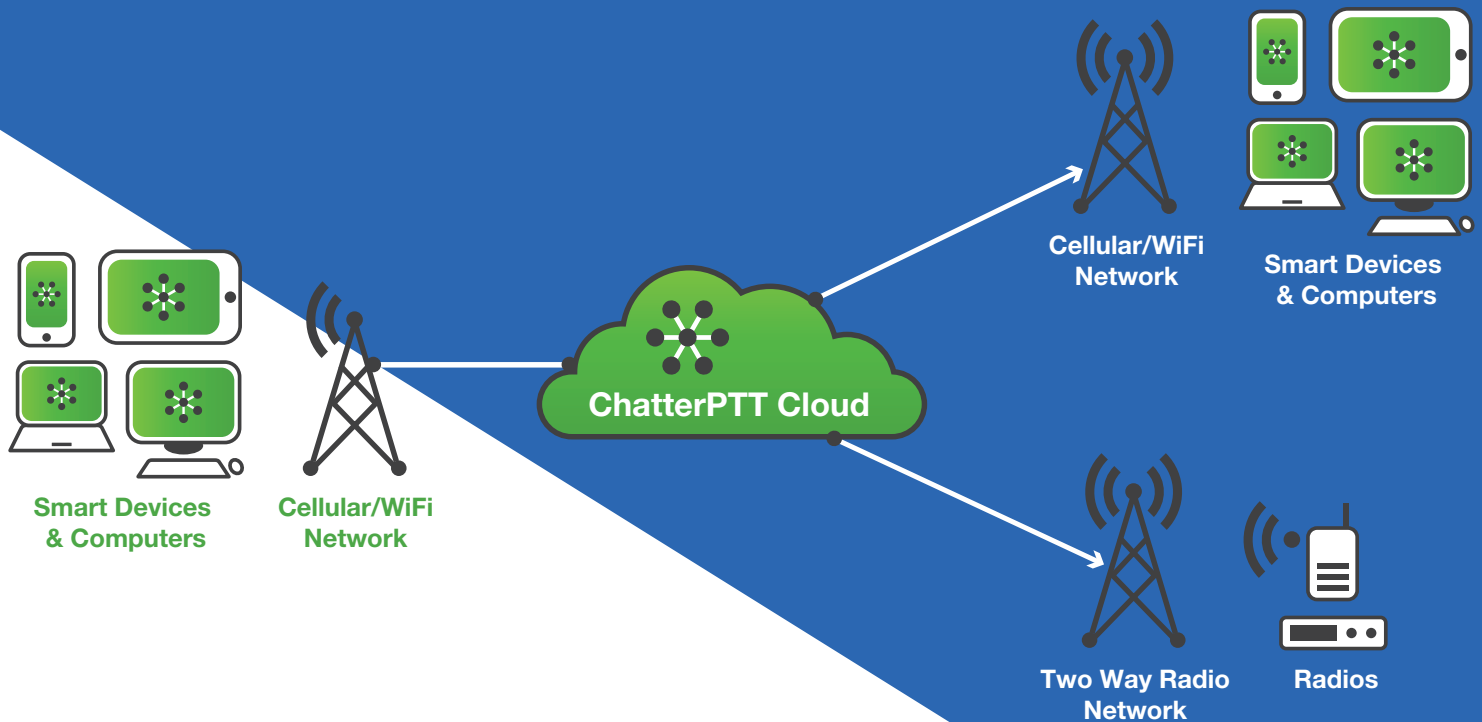 Smart Devices
& Computers
Cellular/WiFi
Network
ChatterPTT Cloud
Cellular/WiFi
Network
Smart Devices
& Computers
Two Way Radio
Network
Radios